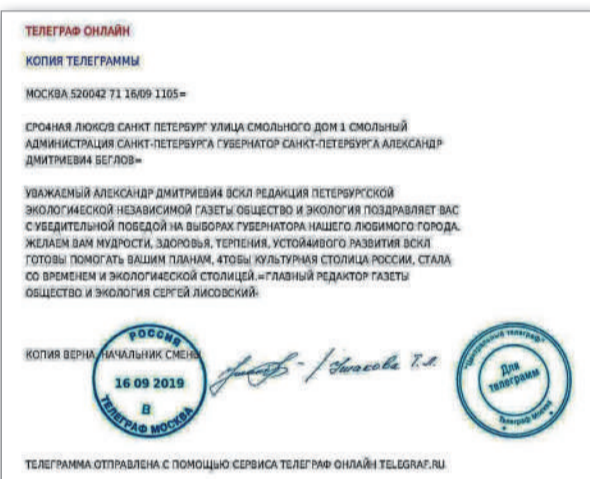 ТЕЛЕГРАФ ОНЛАЙН
КОПИЯ ТЕЛЕГРАММЫ
МОСКВА 520042 71 16/09 1105=
СРО4НАЯ ЛЮКС/В САНКТ ПЕТЕРБУРГ УЛИЦА СМОЛЬНОГО ДОМ 1 СМОЛЬНЫЙ
АДМИНИСТРАЦИЯ САНКТ-ПЕТЕРБУРГА ГУБЕРНАТОР САНКТ-ПЕТЕРБУРГА АЛЕКСАНДР
ДМИТРИЕВИ4 БЕГЛОВ=
УВАЖАЕМЫЙ АЛЕКСАНДР ДМИТРИЕВИ4 ВСКЛ РЕДАКЦИЯ ПЕТЕРБУРГСКОЙ
ЭКОЛОГИ4ЕСКОЙ НЕЗАВИСИМОЙ ГАЗЕТЫ ОБЩЕСТВО И ЭКОЛОГИЯ ПОЗДРАВЛЯЕТ ВАС
С УБЕДИТЕЛЬНОЙ ПОБЕДОЙ НА ВЫБОРАХ ГУБЕРНАТОРА НАШЕГО ЛЮБИМОГО ГОРОДА.
ЖЕЛАЕМ ВАМ МУДРОСТИ, ЗДОРОВЬЯ, ТЕРПЕНИЯ, УСТОЙ4ИВОГО РАЗВИТИЯ ВСКЛ
ГОТОВЫ ПОМОГАТЬ ВАШИМ ПЛАНАМ, 4ТОБЫ КУЛЬТУРНАЯ СТОЛИЦА РОССИИ, СТАЛА
СО ВРЕМЕНЕМ И ЭКОЛОГИ4ЕСКОЙ СТОЛИЦЕЙ.=ГЛАВНЫЙ РЕДАКТОР ГАЗЕТЫ
ОБЩЕСТВО И ЭКОЛОГИЯ СЕРГЕЙ ЛИСОВСКИЙ-
КОПИЯ ВЕРНА, НАЧАЛЬНИК СМЕНЫ
РОССИЯ
16 09 2019
В
ТЕЛЕГРАФ МОСКВА
Ушакова Т.Л.
"Центральный телеграф"
Для
телеграмм
Телеграф Москва
ТЕЛЕГРАММА ОТПРАВЛЕНА С ПОМОЩЬЮ СЕРВИСА ТЕЛЕГРАФ ОНЛАЙН TELEGRAF.RU